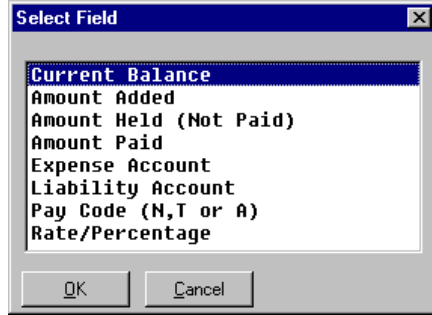 Select Field
Current Balance
Amount Added
Amount Held (Not Paid)
Amount Paid
Expense Account
Liability Account
Pay Code (N,T or A)
Rate/Percentage
OK
Cancel